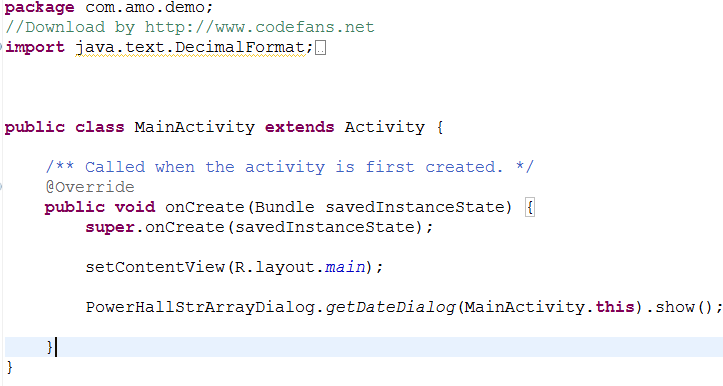 package com.amo.demo;
//Download by http://www.codefans.net
import java.text.DecimalFormat;
public class MainActivity extends Activity {
/** Called when the activity is first created. */
@Override
public void onCreate(Bundle savedInstanceState) {
super.onCreate(savedInstanceState);
setContentView(R.layout.main);
PowerHallStrArrayDialog.getDateDialog(MainActivity.this).show();
}
}